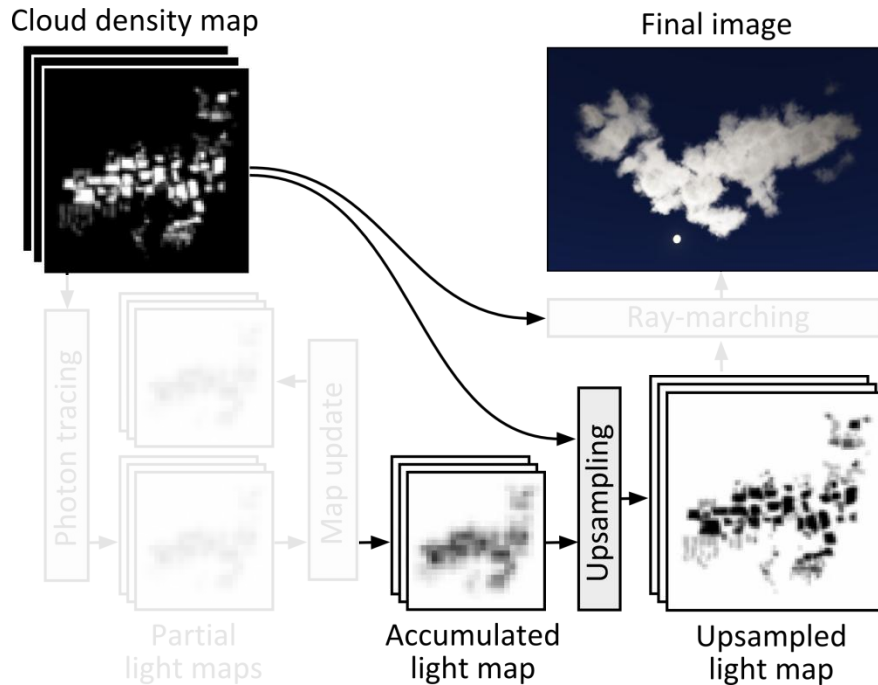 Cloud density map
Final image
Ray-marching
Photon tracing
Map update
Upsampling
Partial
light maps
Accumulated
light map
Upsampled
light map